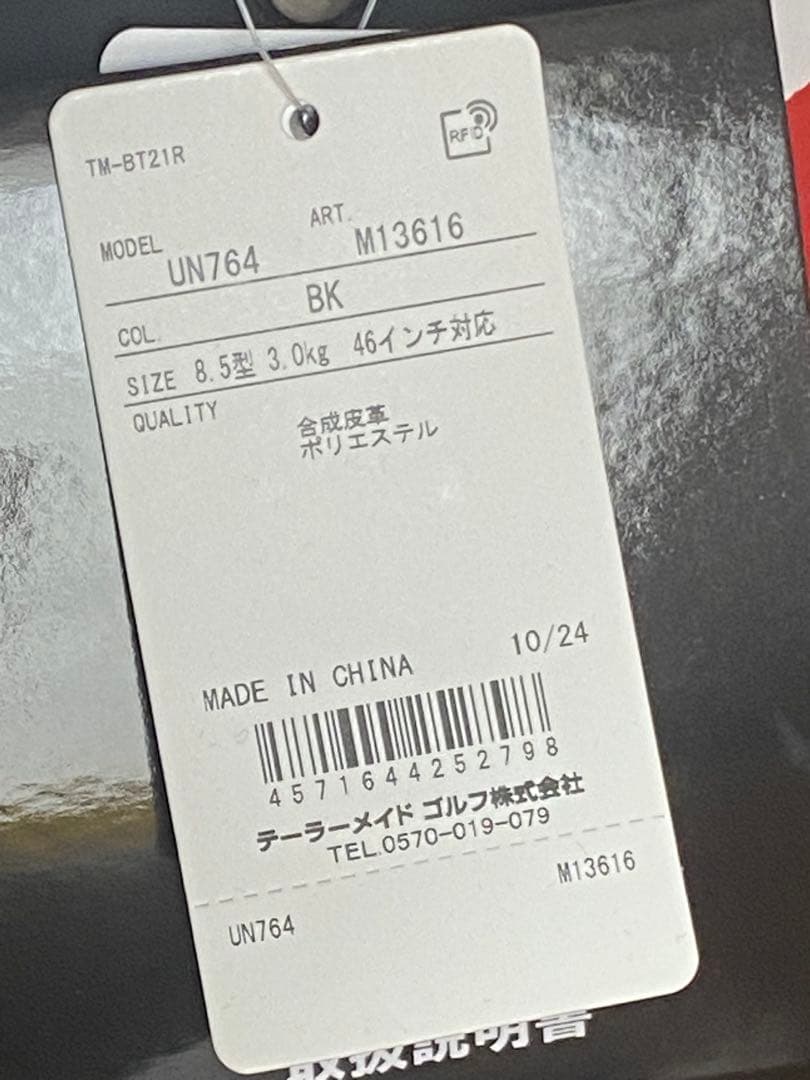 TM-BT21R
RFID
MODEL UN764 ART. M13616
COL. BK
SIZE 8.5型 3.0kg 46インチ対応
QUALITY 合成皮革
ポリエステル
MADE IN CHINA 10/24
4571644252798
テーラーメイド ゴルフ株式会社
TEL.0570-019-079
UN764 M13616
取扱説明書